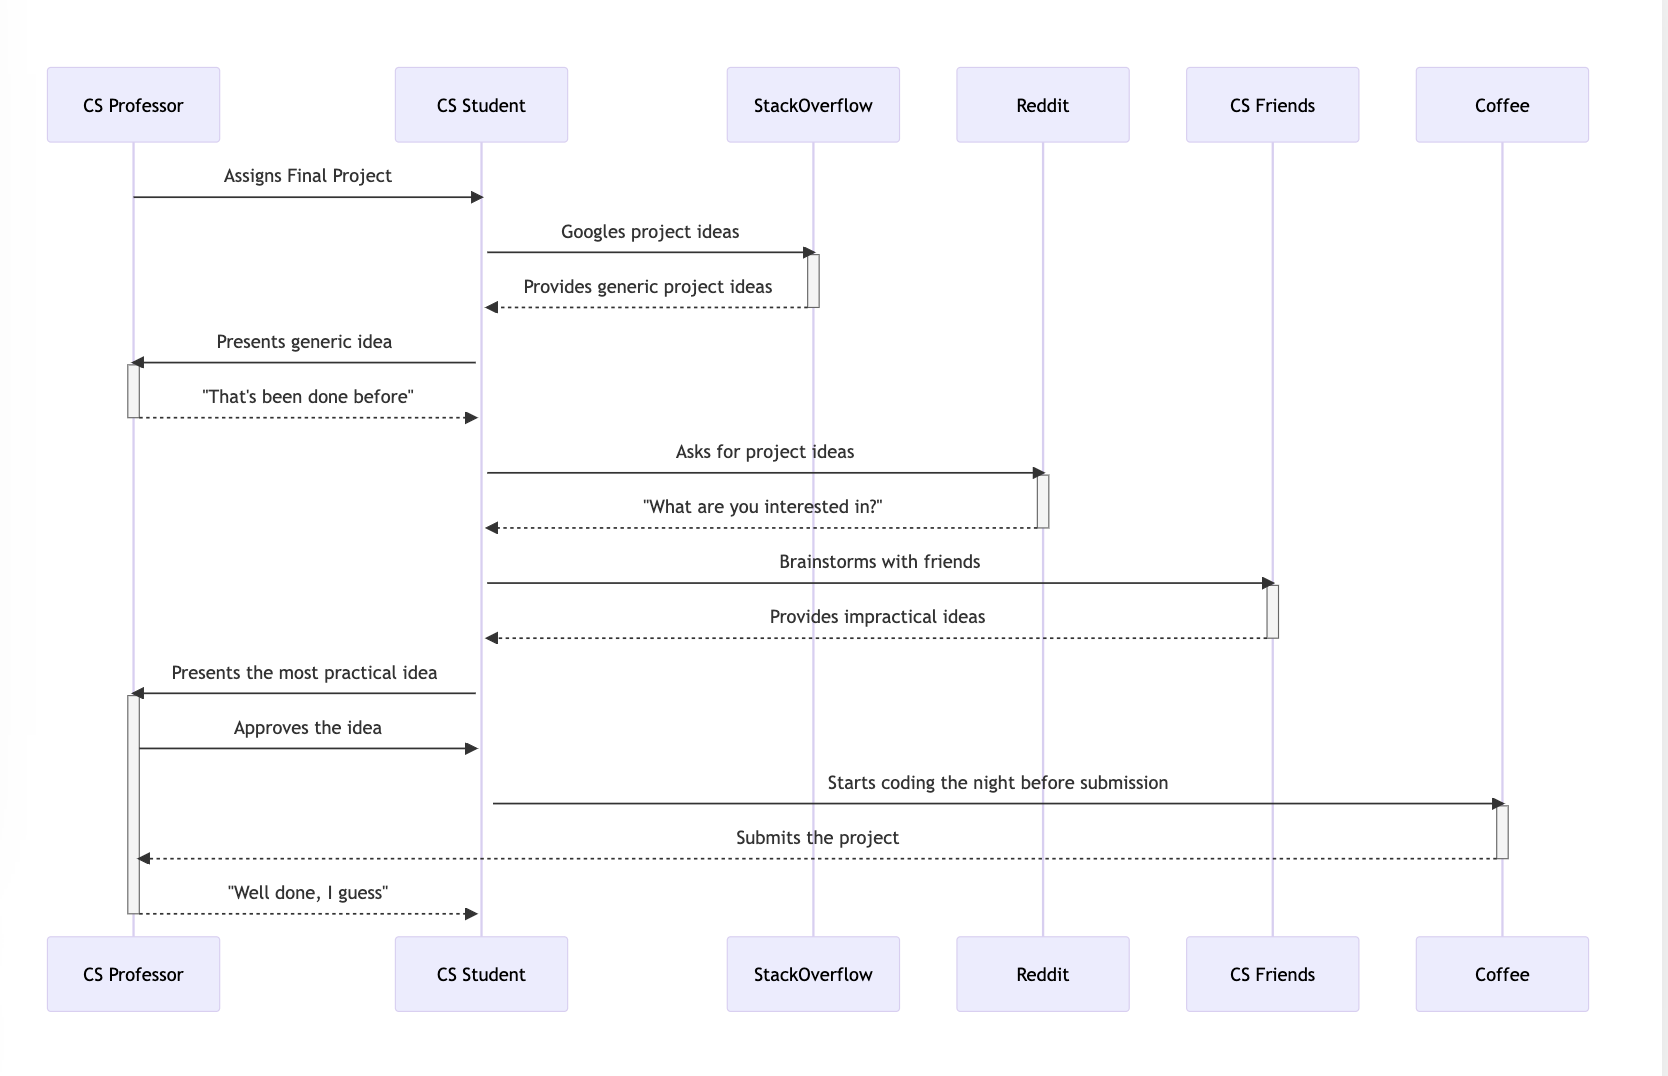 CS Professor
CS Student
StackOverflow
Reddit
CS Friends
Coffee
Assigns Final Project
Googles project ideas
Provides generic project ideas
Presents generic idea
"That's been done before"
Asks for project ideas
"What are you interested in?"
Brainstorms with friends
Provides impractical ideas
Presents the most practical idea
Approves the idea
Starts coding the night before submission
Submits the project
"Well done, I guess"
CS Professor
CS Student
StackOverflow
Reddit
CS Friends
Coffee